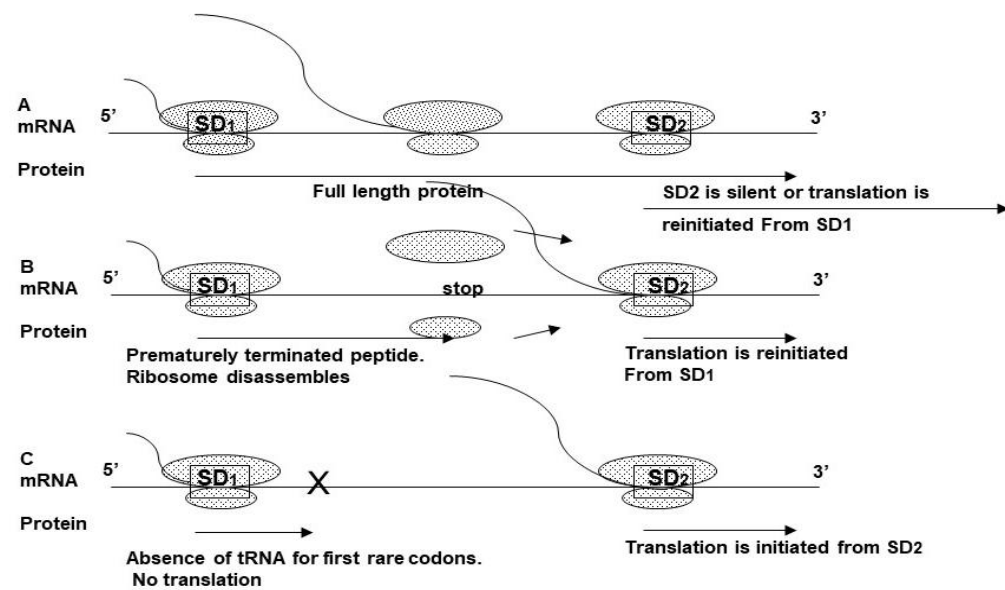 A
mRNA
5’
SD1
SD2
3’
Protein
Full length protein
SD2 is silent or translation is
reinitiated From SD1
B
mRNA
5’
SD1
stop
SD2
3’
Protein
Prematurely terminated peptide.
Ribosome disassembles
Translation is reinitiated
From SD1
C
mRNA
5’
SD1
X
SD2
3’
Protein
Absence of tRNA for first rare codons.
No translation
Translation is initiated from SD2